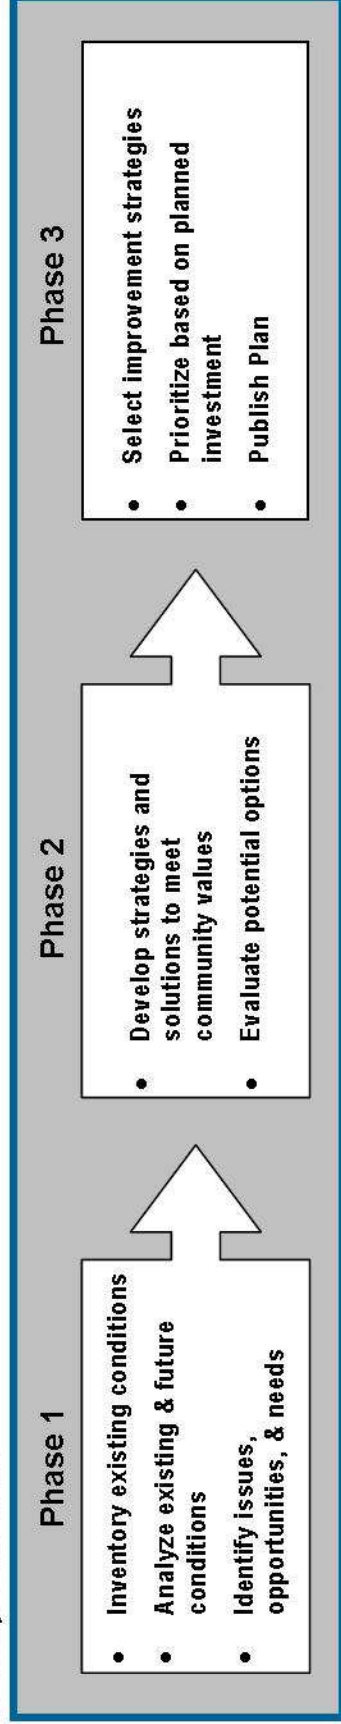 Phase 1
• Inventory existing conditions
• Analyze existing & future
conditions
• Identify issues,
opportunities, & needs
Phase 2
• Develop strategies and
solutions to meet
community values
• Evaluate potential options
Phase 3
• Select improvement strategies
• Prioritize based on planned
investment
• Publish Plan